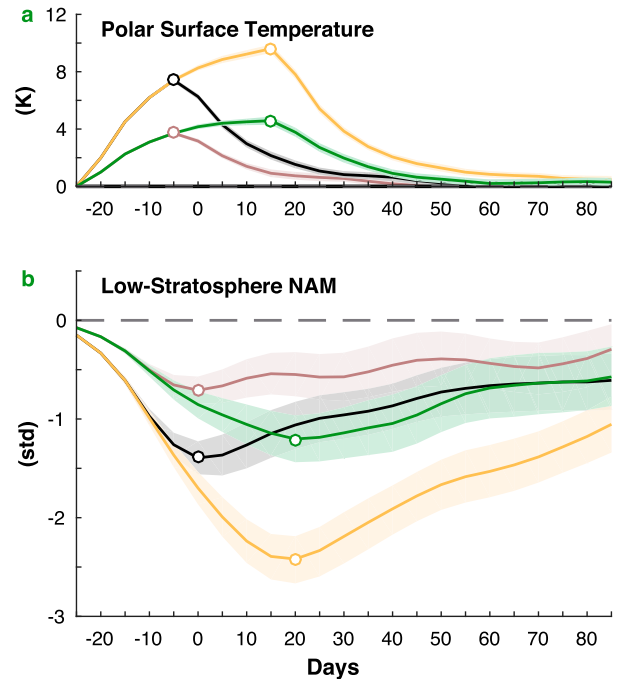 a
Polar Surface Temperature
12
8
4
0
(K)
-20 -10 0 10 20 30 40 50 60 70 80
b
Low-Stratosphere NAM
0
-1
-2
-3
(std)
-20 -10 0 10 20 30 40 50 60 70 80
Days